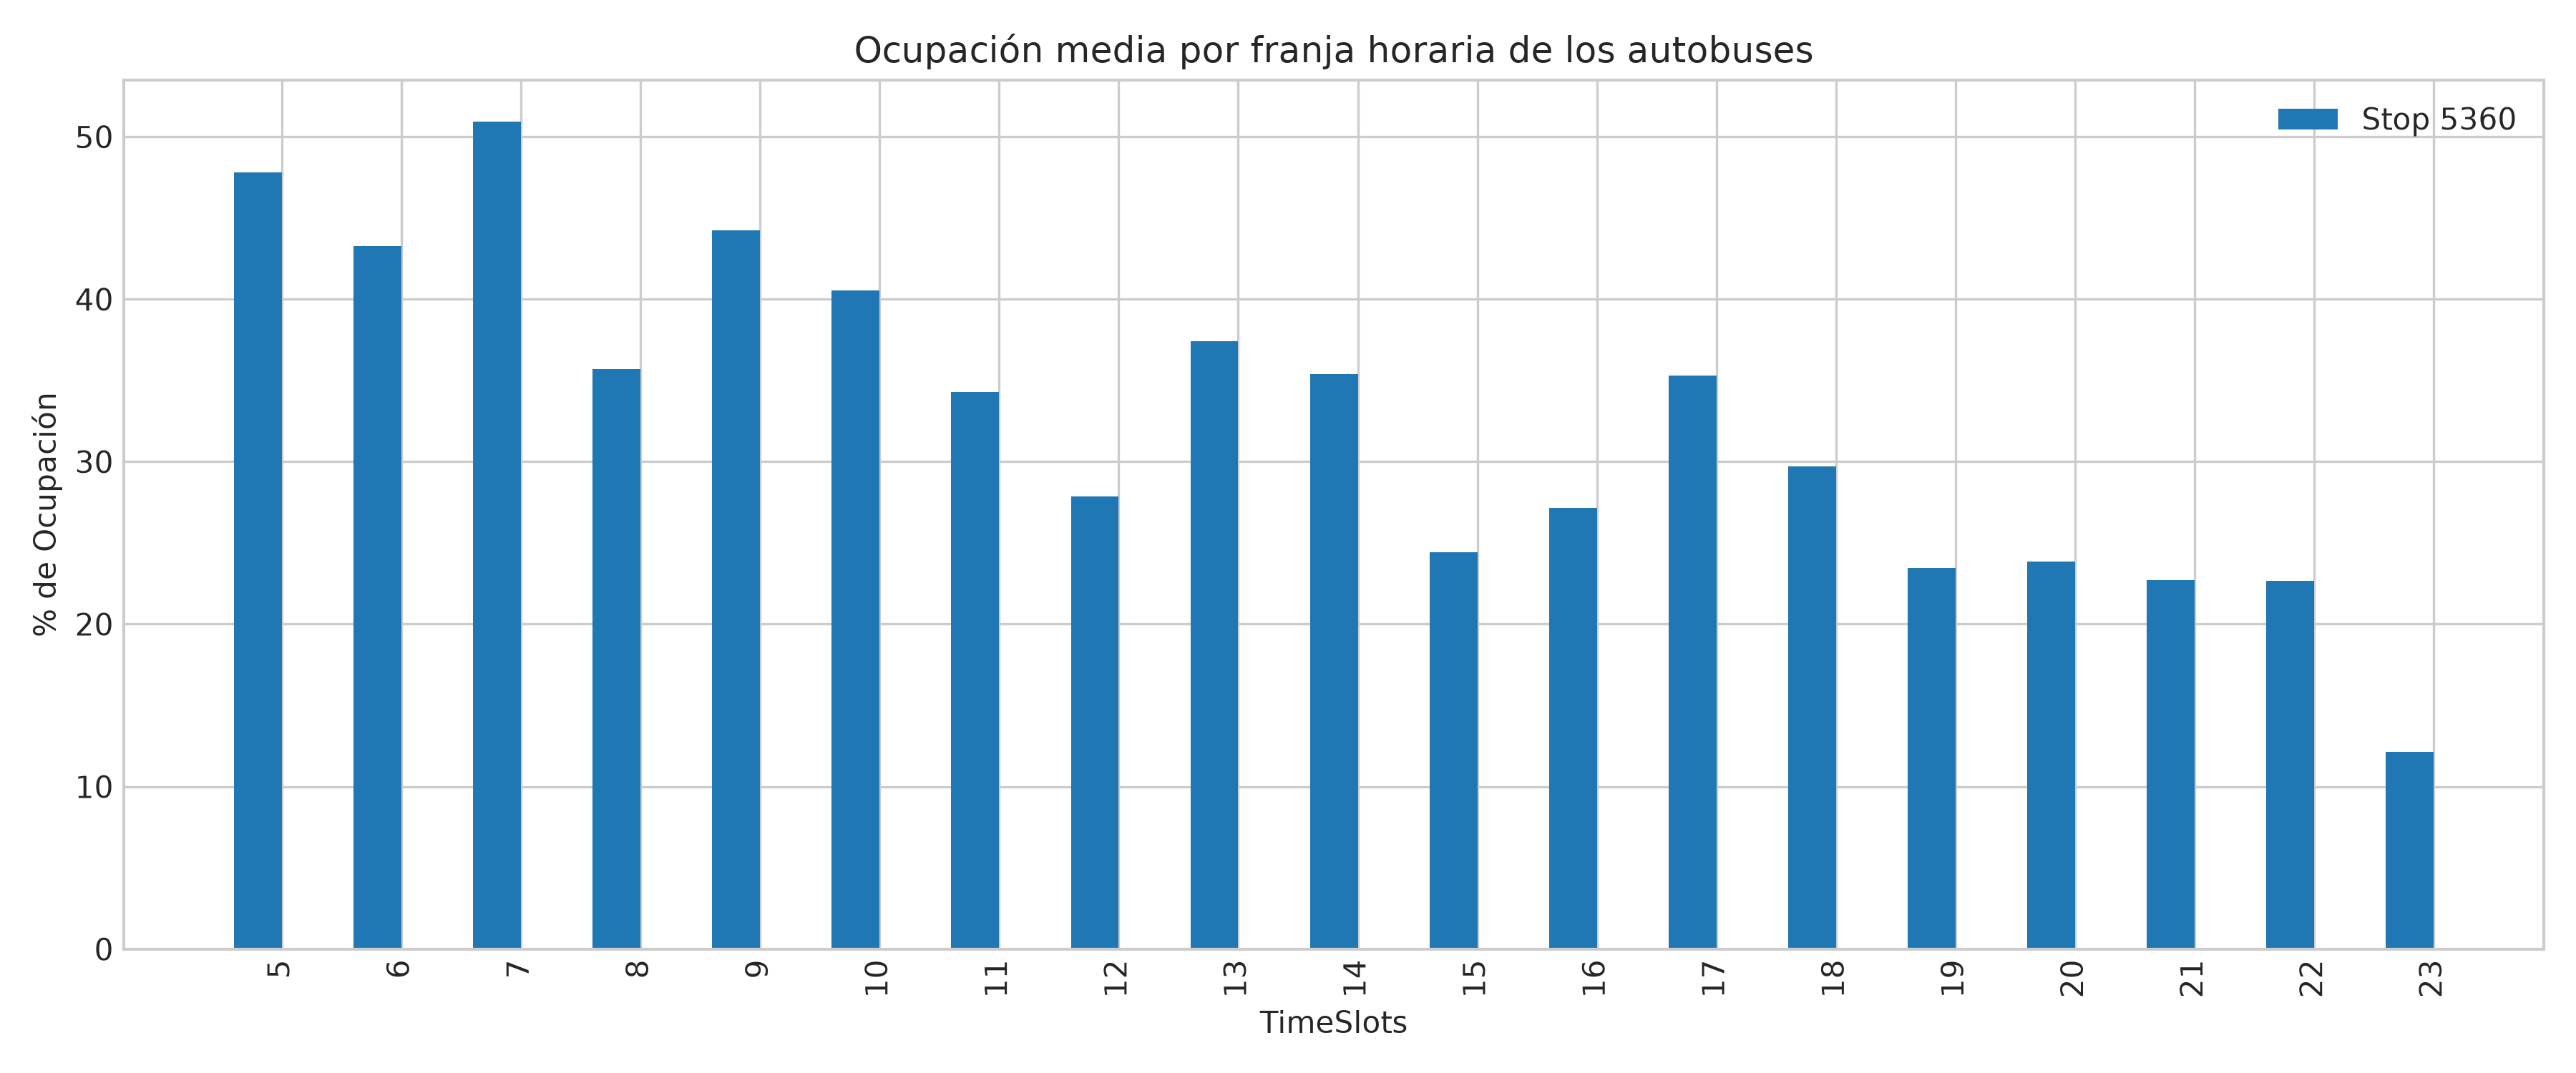 Ocupación media por franja horaria de los autobuses
Stop 5360
% de Ocupación
50
40
30
20
10
0
5 6 7 8 9 10 11 12 13 14 15 16 17 18 19 20 21 22 23
TimeSlots